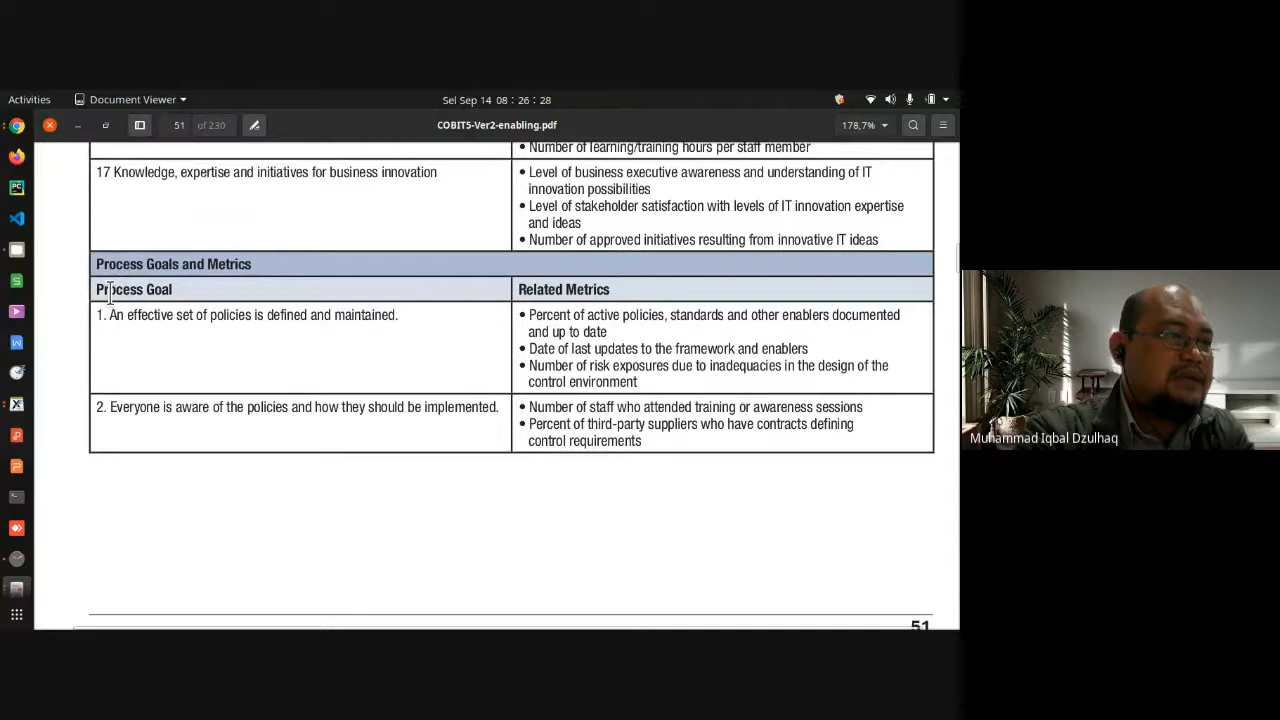 Activities Document Viewer Sel Sep 14 08:26:28
51 of 230 COBIT5-Ver2-enabling.pdf 178,7%
• Number of learning/training hours per staff member
17 Knowledge, expertise and initiatives for business innovation
• Level of business executive awareness and understanding of IT
innovation possibilities
• Level of stakeholder satisfaction with levels of IT innovation expertise
and ideas
• Number of approved initiatives resulting from innovative IT ideas
Process Goals and Metrics
Process Goal
Related Metrics
1. An effective set of policies is defined and maintained.
• Percent of active policies, standards and other enablers documented
and up to date
• Date of last updates to the framework and enablers
• Number of risk exposures due to inadequacies in the design of the
control environment
2. Everyone is aware of the policies and how they should be implemented.
• Number of staff who attended training or awareness sessions
• Percent of third-party suppliers who have contracts defining
control requirements
51
Muhammad Iqbal Dzulhaq